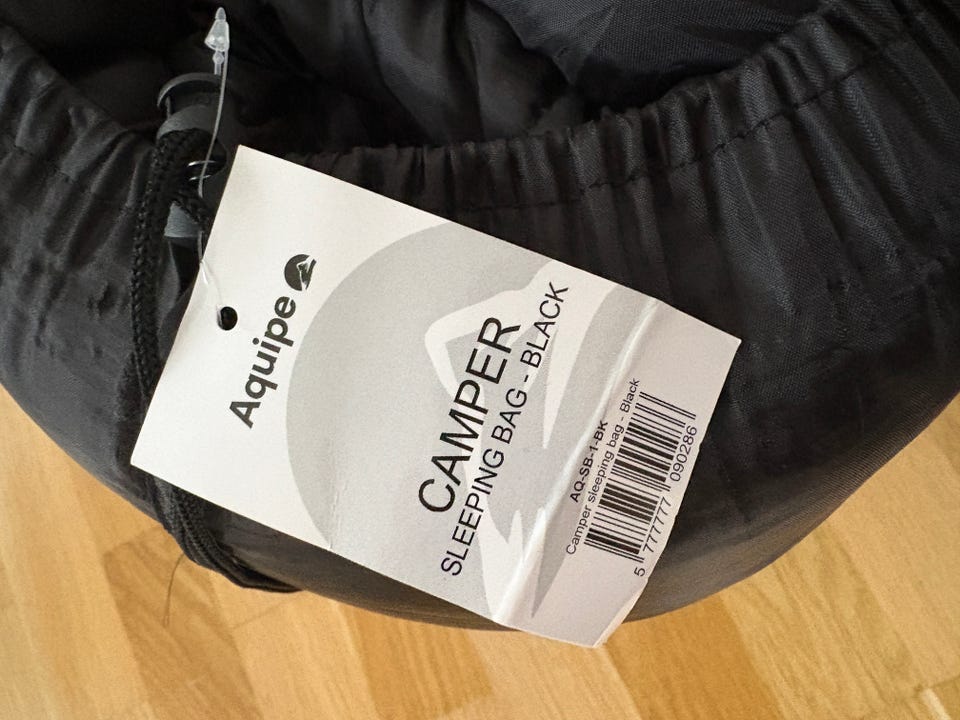 Aquipe
CAMPER
SLEEPING BAG - BLACK
AQ-SB-1-BK
Camper sleeping bag - Black
5 777777 090286